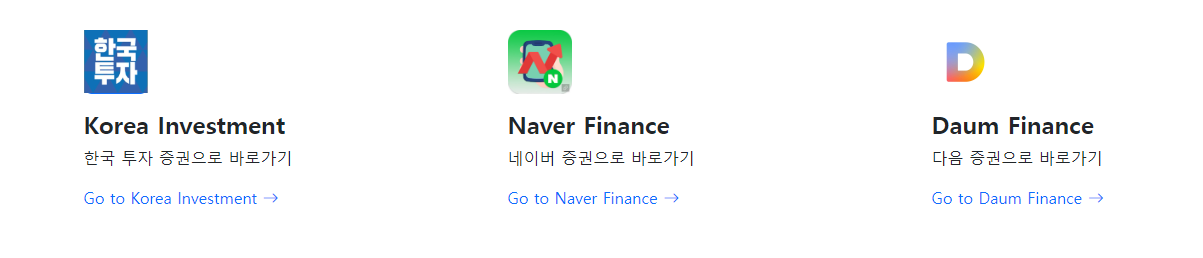 한국
투자
Korea Investment
한국 투자 증권으로 바로가기
Go to Korea Investment →
N
Naver Finance
네이버 증권으로 바로가기
Go to Naver Finance →
D
Daum Finance
다음 증권으로 바로가기
Go to Daum Finance →